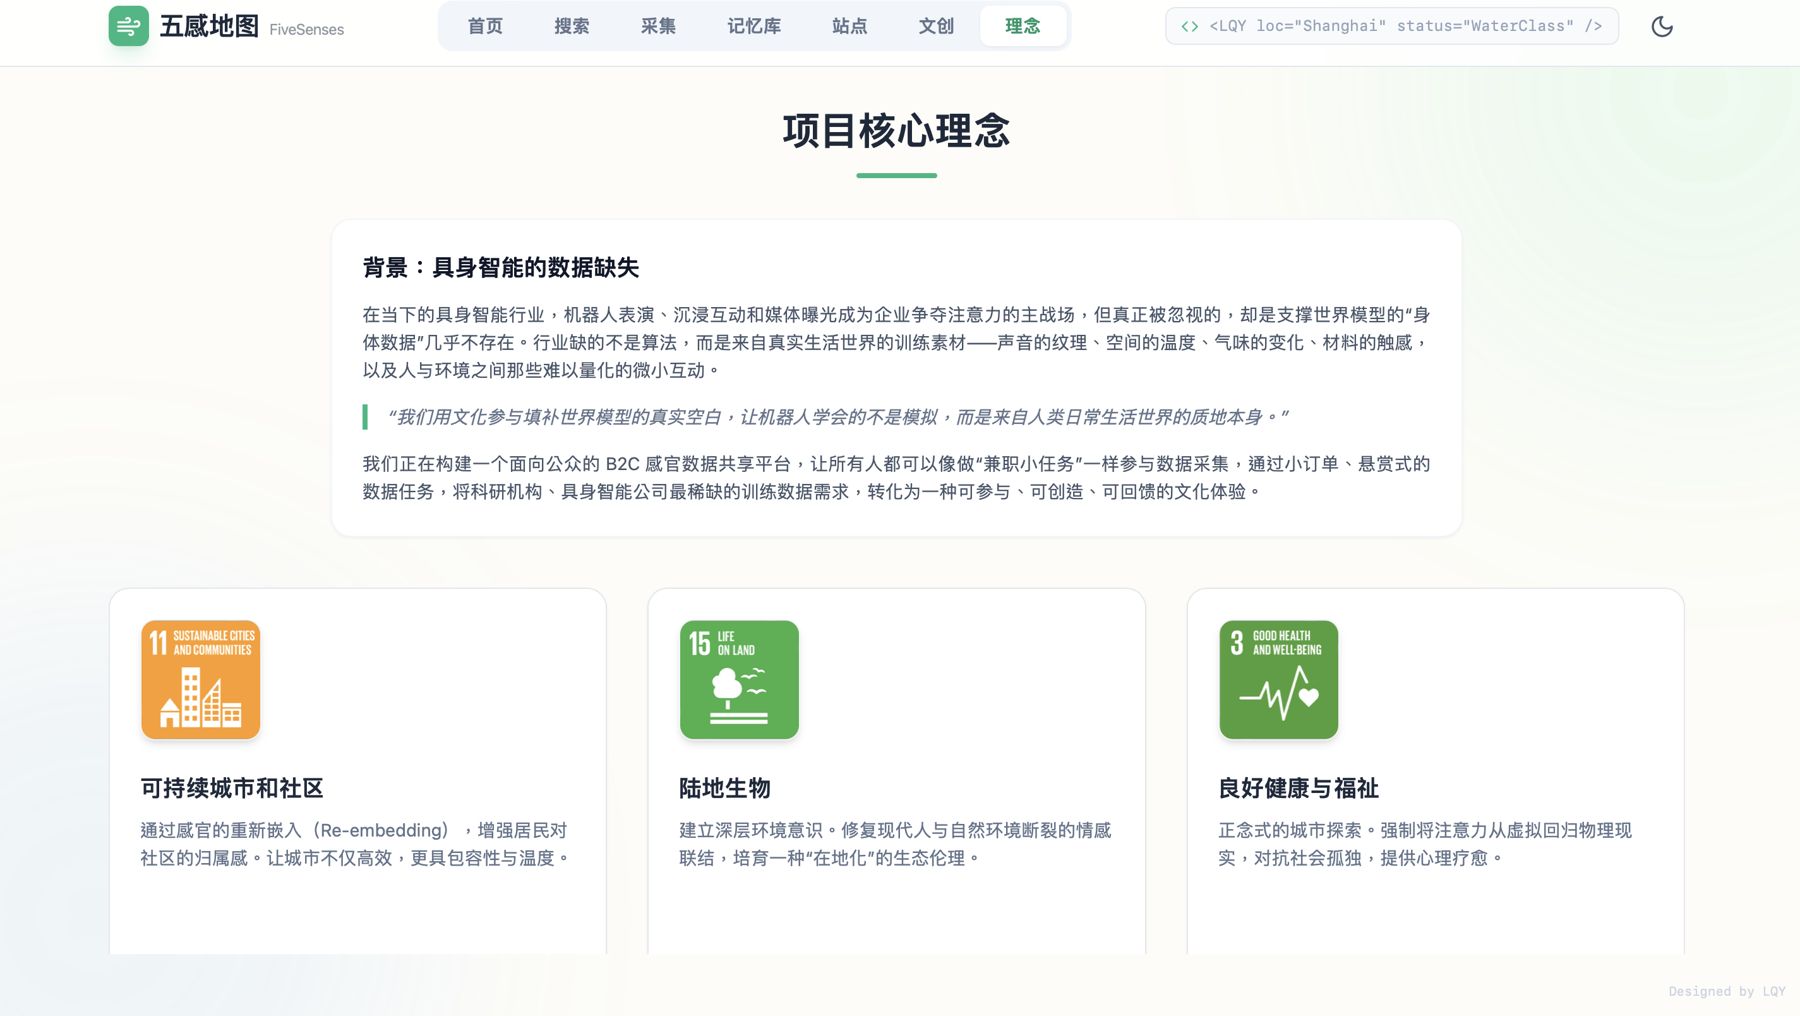 五感地图 FiveSenses
首页 搜索 采集 记忆库 站点 文创 理念
<LQY loc="Shanghai" status="WaterClass" />
项目核心理念
背景：具身智能的数据缺失
在当下的具身智能行业，机器人表演、沉浸互动和媒体曝光成为企业争夺注意力的主战场，但真正被忽视的，却是支撑世界模型的“身
体数据”几乎不存在。行业缺的不是算法，而是来自真实生活世界的训练素材——声音的纹理、空间的温度、气味的变化、材料的触感，
以及人与环境之间那些难以量化的微小互动。
“我们用文化参与填补世界模型的真实空白，让机器人学会的不是模拟，而是来自人类日常生活世界的质地本身。”
我们正在构建一个面向公众的 B2C 感官数据共享平台，让所有人都可以像做“兼职小任务”一样参与数据采集，通过小订单、悬赏式的
数据任务，将科研机构、具身智能公司最稀缺的训练数据需求，转化为一种可参与、可创造、可回馈的文化体验。
11 SUSTAINABLE CITIES
AND COMMUNITIES
可持续城市和社区
通过感官的重新嵌入（Re-embedding），增强居民对
社区的归属感。让城市不仅高效，更具包容性与温度。
15 LIFE
ON LAND
陆地生物
建立深层环境意识。修复现代人与自然环境断裂的情感
联结，培育一种“在地化”的生态伦理。
3 GOOD HEALTH
AND WELL-BEING
良好健康与福祉
正念式的城市探索。强制将注意力从虚拟回归物理现
实，对抗社会孤独，提供心理疗愈。
Designed by LQY